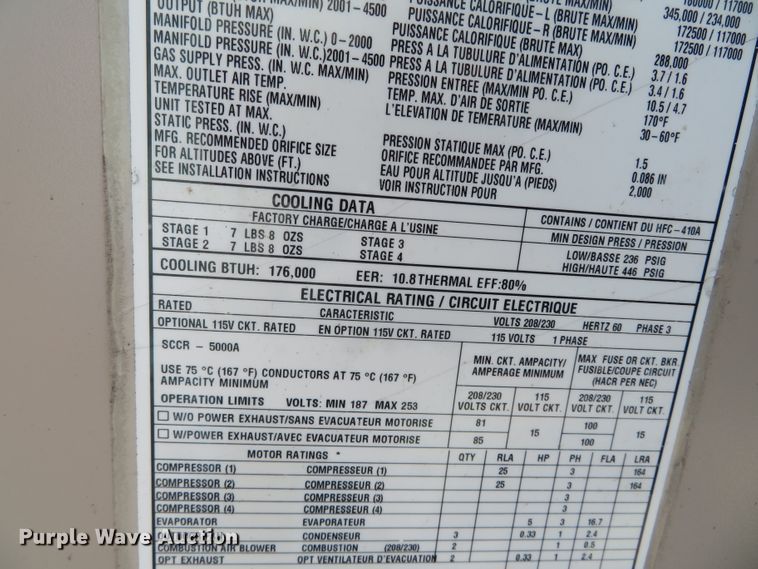 MAX/MIN) 2001-4500 PUISSANCE CALORIFIQUE-L (BRUTE MAX/MIN) 345,000 / 234,000
OUTPUT (BTUH MAX) PUISSANCE CALORIFIQUE-R (BRUTE MAX/MIN) 172500 / 117000
MANIFOLD PRESSURE (IN. W.C.) 0-2000 PUISSANCE CALORIFIQUE (BRUTE MAX) 172500 / 117000
MANIFOLD PRESSURE (IN. W.C.)2001-4500 PRESS A LA TUBULURE D'ALIMENTATION (PO. C.E.) 288,000
GAS SUPPLY PRESS. (IN. W.C. MAX/MIN) PRESS A LA TUBULURE D'ALIMENTATION (PO. C.E.) 3.7 / 1.6
MAX. OUTLET AIR TEMP. PRESSION ENTREE (MAX/MIN PO. C.E.) 3.4 / 1.6
TEMPERATURE RISE (MAX/MIN) TEMP. MAX. D'AIR DE SORTIE 10.5 / 4.7
UNIT TESTED AT MAX. L'ELEVATION DE TEMERATURE (MAX/MIN) 170°F
STATIC PRESS. (IN. W.C.) 30-60°F
MFG. RECOMMENDED ORIFICE SIZE PRESSION STATIQUE MAX (PO. C.E.) 1.5
FOR ALTITUDES ABOVE (FT.) ORIFICE RECOMMANDEE PAR MFG. 0.086 IN
SEE INSTALLATION INSTRUCTIONS EAU POUR ALTITUDE JUSQU'A (PIEDS) 2,000
VOIR INSTRUCTION POUR
COOLING DATA
FACTORY CHARGE/CHARGE A L'USINE CONTAINS / CONTIENT DU HFC-410A
STAGE 1 7 LBS 8 OZS STAGE 3 MIN DESIGN PRESS / PRESSION
STAGE 2 7 LBS 8 OZS STAGE 4 LOW/BASSE 236 PSIG
HIGH/HAUTE 446 PSIG
COOLING BTUH: 176,000 EER: 10.8 THERMAL EFF:80%
ELECTRICAL RATING / CIRCUIT ELECTRIQUE
RATED CHARACTERISTIC VOLTS 208/230 HERTZ 60 PHASE 3
OPTIONAL 115V CKT. RATED EN OPTION 115V CKT. RATED 115 VOLTS 1 PHASE
SCCR - 5000A MIN. CKT. AMPACITY/ MAX FUSE OR CKT. BKR
AMPERAGE MINIMUM FUSIBLE/COUPE CIRCUIT
USE 75 °C (167 °F) CONDUCTORS AT 75 °C (167 °F) (HACR PER NEC)
AMPACITY MINIMUM 208/230 115 208/230 115
OPERATION LIMITS VOLTS: MIN 187 MAX 253 VOLTS CKT. VOLT CKT. VOLT CKT. VOLT CKT.
W/O POWER EXHAUST/SANS EVACUATEUR MOTORISE 81 15 100 15
W/POWER EXHAUST/AVEC EVACUATEUR MOTORISE 85 100
MOTOR RATINGS * QTY RLA HP PH FLA LRA
COMPRESSOR (1) COMPRESSEUR (1) 25 3 164
COMPRESSOR (2) COMPRESSEUR (2) 25 3 164
COMPRESSOR (3) COMPRESSEUR (3) 3
COMPRESSOR (4) COMPRESSEUR (4) 3
EVAPORATOR EVAPORATEUR 5 3 16.7
CONDENSEUR 3 0.33 1 2.4
COMBUSTION AIR BLOWER COMBUSTION (208/230) 2 1 0.5
OPT EXHAUST OPT VENTILATEUR D'EVACUATION 2 0.33 1 2.4
Purple Wave Auction